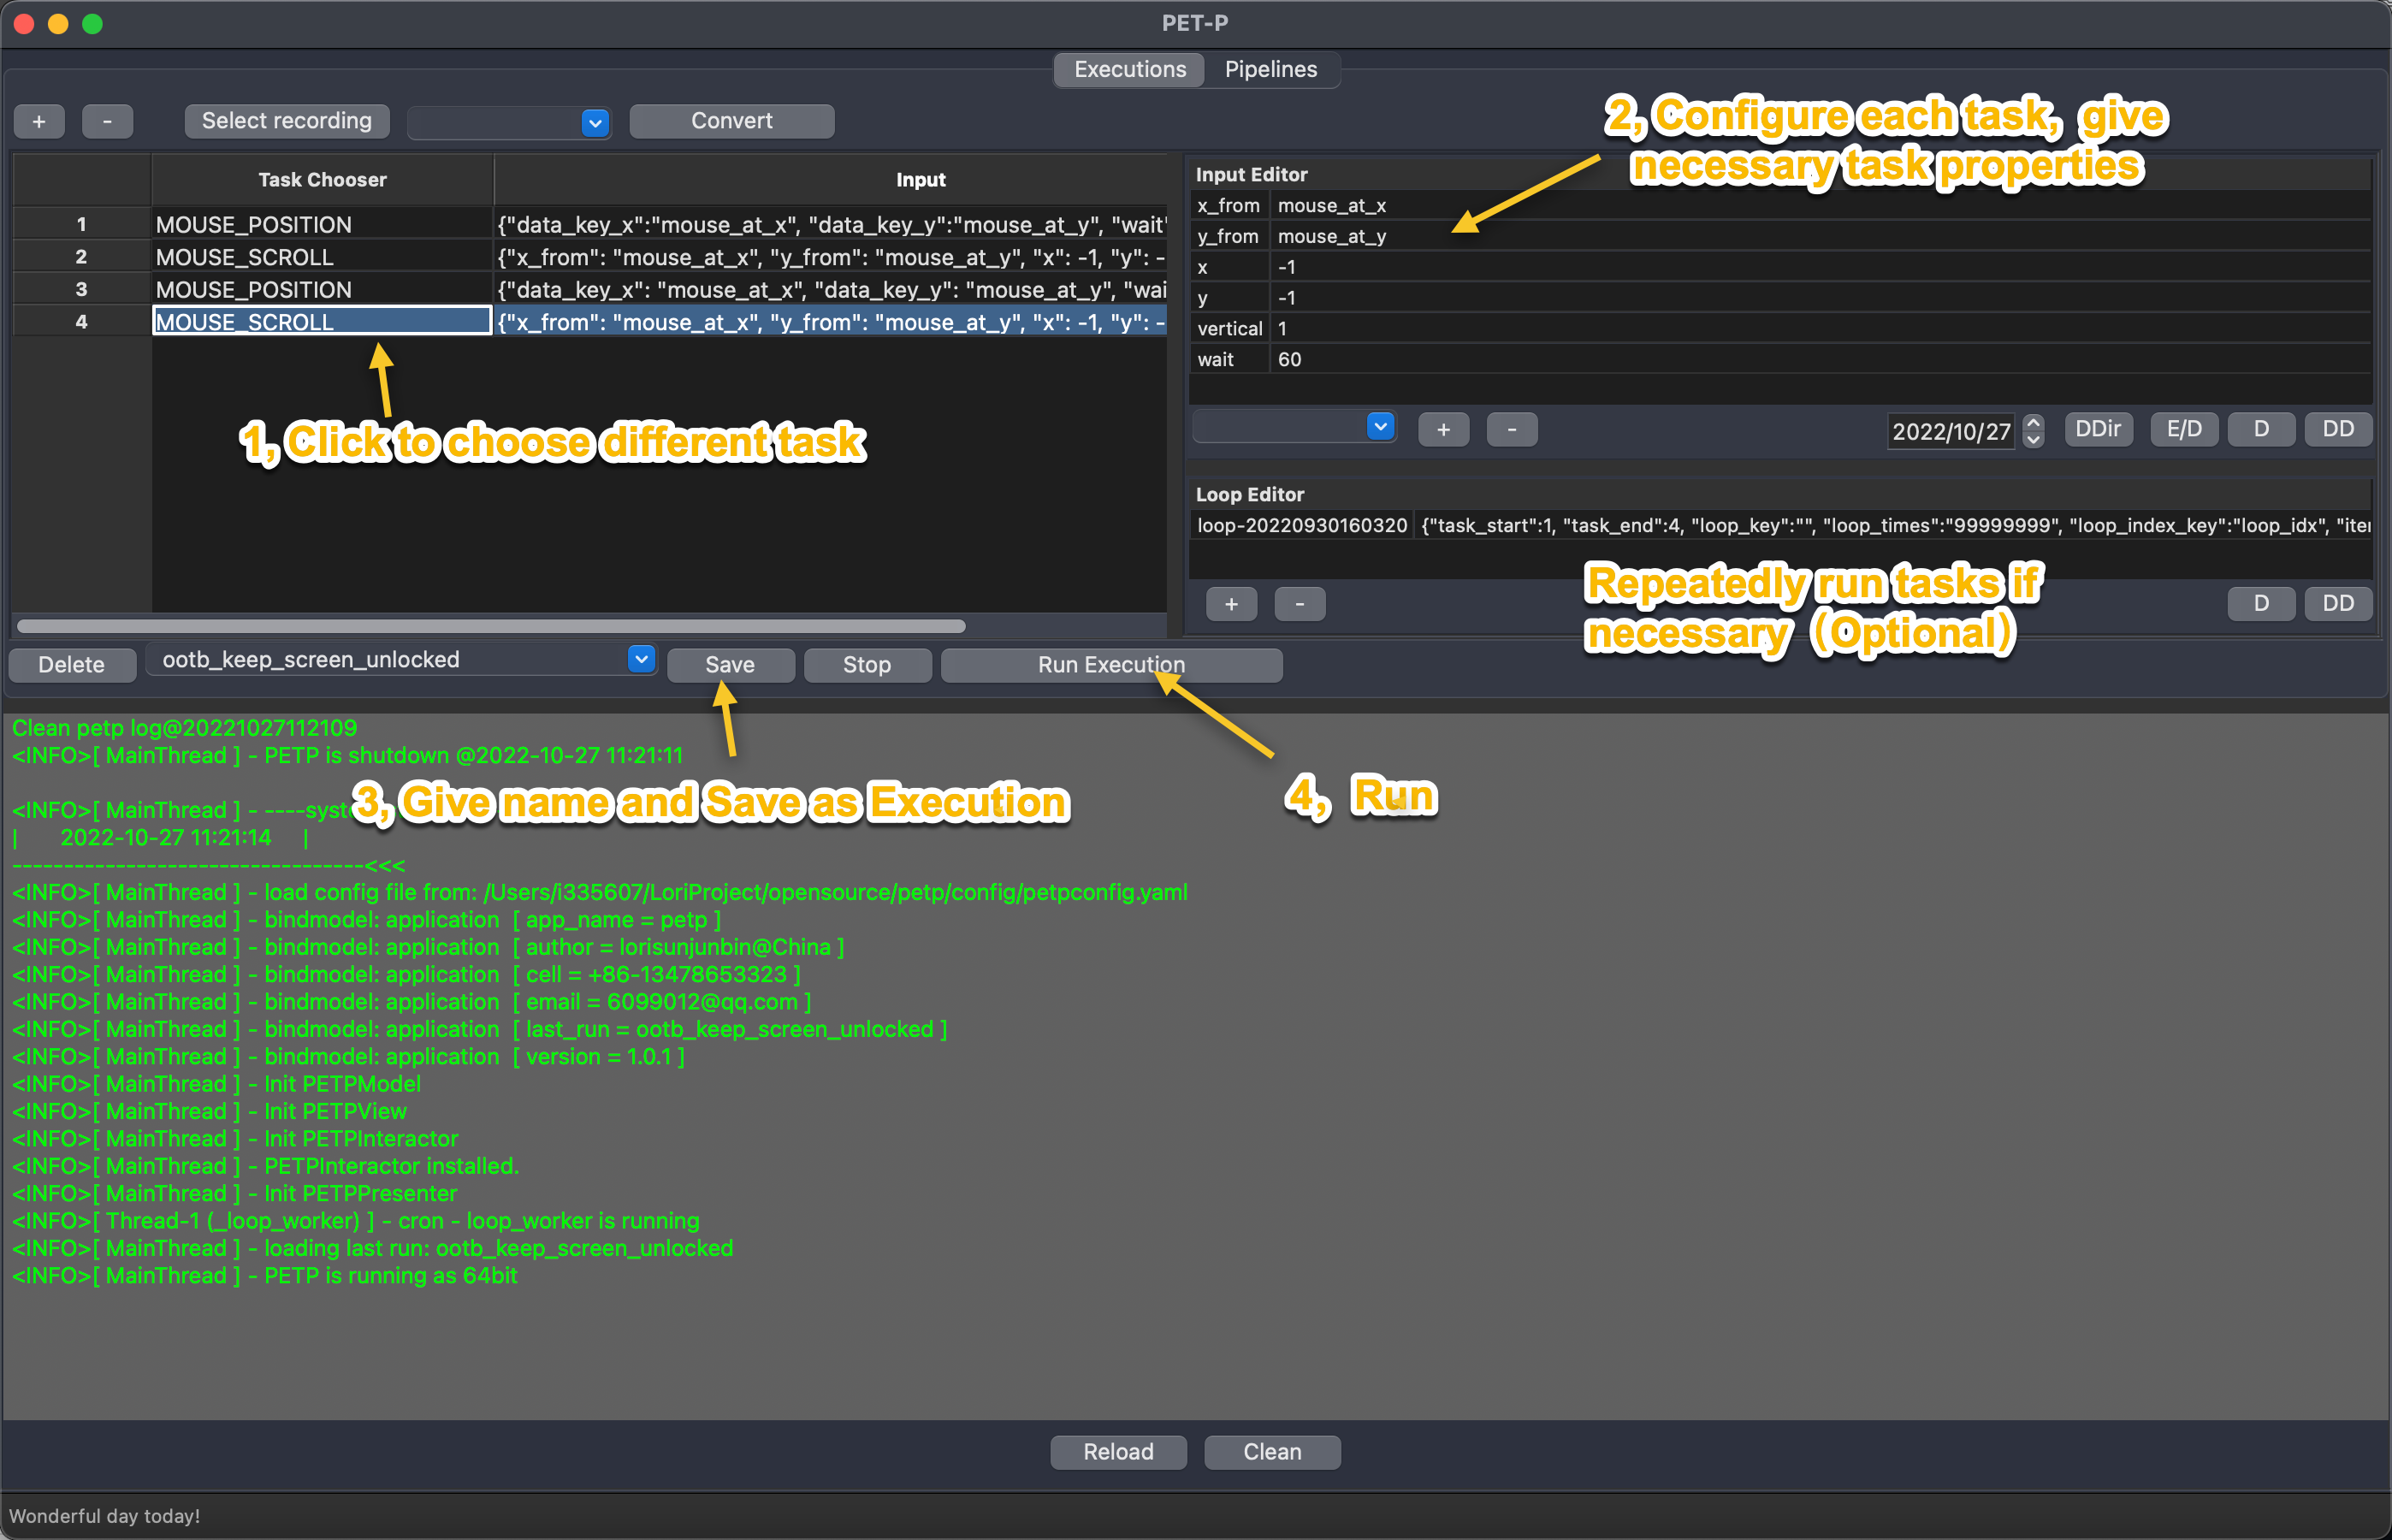 PET-P
Executions Pipelines
+ - Select recording Convert
Task Chooser Input
1 MOUSE_POSITION {"data_key_x":"mouse_at_x", "data_key_y":"mouse_at_y", "wait"
2 MOUSE_SCROLL {"x_from": "mouse_at_x", "y_from": "mouse_at_y", "x": -1, "y": -
3 MOUSE_POSITION {"data_key_x": "mouse_at_x", "data_key_y": "mouse_at_y", "wai
4 MOUSE_SCROLL {"x_from": "mouse_at_x", "y_from": "mouse_at_y", "x": -1, "y": -
1, Click to choose different task
2, Configure each task, give
necessary task properties
Input Editor
x_from mouse_at_x
y_from mouse_at_y
x -1
y -1
vertical 1
wait 60
+ - 2022/10/27 DDir E/D D DD
Loop Editor
loop-20220930160320 {"task_start":1, "task_end":4, "loop_key":"", "loop_times":"99999999", "loop_index_key":"loop_idx", "iter
Repeatedly run tasks if
necessary（Optional）
+ - D DD
Delete ootb_keep_screen_unlocked Save Stop Run Execution
3, Give name and Save as Execution
4, Run
Clean petp log@20221027112109
<INFO>[ MainThread ] - PETP is shutdown @2022-10-27 11:21:11
<INFO>[ MainThread ] - ----syst
| 2022-10-27 11:21:14 |
----------------------------------<<<
<INFO>[ MainThread ] - load config file from: /Users/i335607/LoriProject/opensource/petp/config/petpconfig.yaml
<INFO>[ MainThread ] - bindmodel: application [ app_name = petp ]
<INFO>[ MainThread ] - bindmodel: application [ author = lorisunjunbin@China ]
<INFO>[ MainThread ] - bindmodel: application [ cell = +86-13478653323 ]
<INFO>[ MainThread ] - bindmodel: application [ email = 6099012@qq.com ]
<INFO>[ MainThread ] - bindmodel: application [ last_run = ootb_keep_screen_unlocked ]
<INFO>[ MainThread ] - bindmodel: application [ version = 1.0.1 ]
<INFO>[ MainThread ] - Init PETPModel
<INFO>[ MainThread ] - Init PETPView
<INFO>[ MainThread ] - Init PETPInteractor
<INFO>[ MainThread ] - PETPInteractor installed.
<INFO>[ MainThread ] - Init PETPPresenter
<INFO>[ Thread-1 (_loop_worker) ] - cron - loop_worker is running
<INFO>[ MainThread ] - loading last run: ootb_keep_screen_unlocked
<INFO>[ MainThread ] - PETP is running as 64bit
Reload Clean
Wonderful day today!